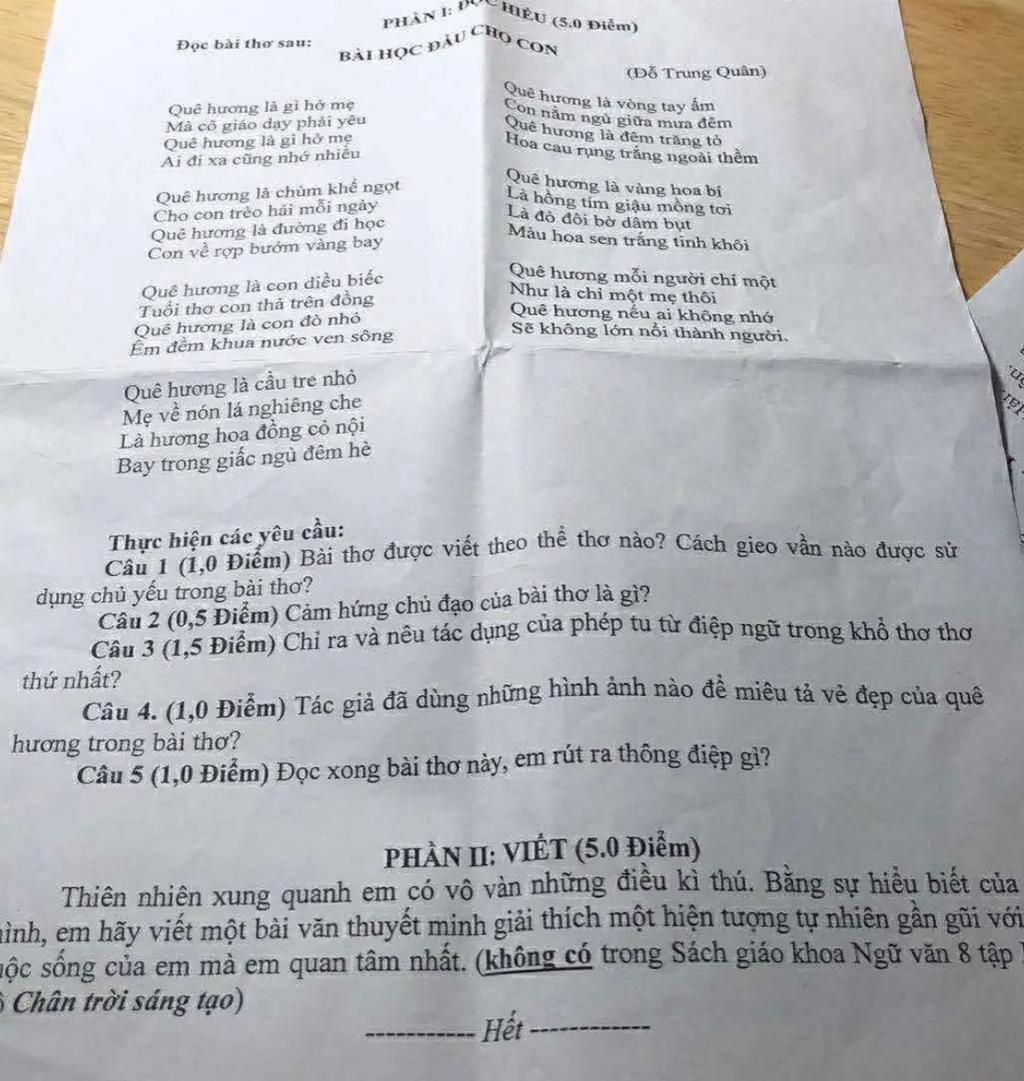 PHẦN I: ĐỌC HIỂU (5.0 Điểm)
Đọc bài thơ sau:
BÀI HỌC ĐẦU CHO CON
(Đỗ Trung Quân)
Quê hương là gì hở mẹ
Mà cô giáo dạy phải yêu
Quê hương là gì hở mẹ
Ai đi xa cũng nhớ nhiều
Quê hương là chùm khế ngọt
Cho con trèo hái mỗi ngày
Quê hương là đường đi học
Con về rợp bướm vàng bay
Quê hương là con diều biếc
Tuổi thơ con thả trên đồng
Quê hương là con đò nhỏ
Êm đềm khua nước ven sông
Quê hương là cầu tre nhỏ
Mẹ về nón lá nghiêng che
Là hương hoa đồng cỏ nội
Bay trong giấc ngủ đêm hè
Quê hương là vòng tay ấm
Con nằm ngủ giữa mưa đêm
Quê hương là đêm trăng tỏ
Hoa cau rụng trắng ngoài thềm
Quê hương là vàng hoa bí
Là hồng tím giậu mồng tơi
Là đỏ đôi bờ dâm bụt
Màu hoa sen trắng tinh khôi
Quê hương mỗi người chỉ một
Như là chỉ một mẹ thôi
Quê hương nếu ai không nhớ
Sẽ không lớn nổi thành người.
Thực hiện các yêu cầu:
Câu 1 (1,0 Điểm) Bài thơ được viết theo thể thơ nào? Cách gieo vần nào được sử
dụng chủ yếu trong bài thơ?
Câu 2 (0,5 Điểm) Cảm hứng chủ đạo của bài thơ là gì?
Câu 3 (1,5 Điểm) Chỉ ra và nêu tác dụng của phép tu từ điệp ngữ trong khổ thơ thơ
thứ nhất?
Câu 4. (1,0 Điểm) Tác giả đã dùng những hình ảnh nào để miêu tả vẻ đẹp của quê
hương trong bài thơ?
Câu 5 (1,0 Điểm) Đọc xong bài thơ này, em rút ra thông điệp gì?
PHẦN II: VIẾT (5.0 Điểm)
Thiên nhiên xung quanh em có vô vàn những điều kì thú. Bằng sự hiểu biết của
mình, em hãy viết một bài văn thuyết minh giải thích một hiện tượng tự nhiên gần gũi với
cuộc sống của em mà em quan tâm nhất. (không có trong Sách giáo khoa Ngữ văn 8 tập
Chân trời sáng tạo)
------------ Hết -------------